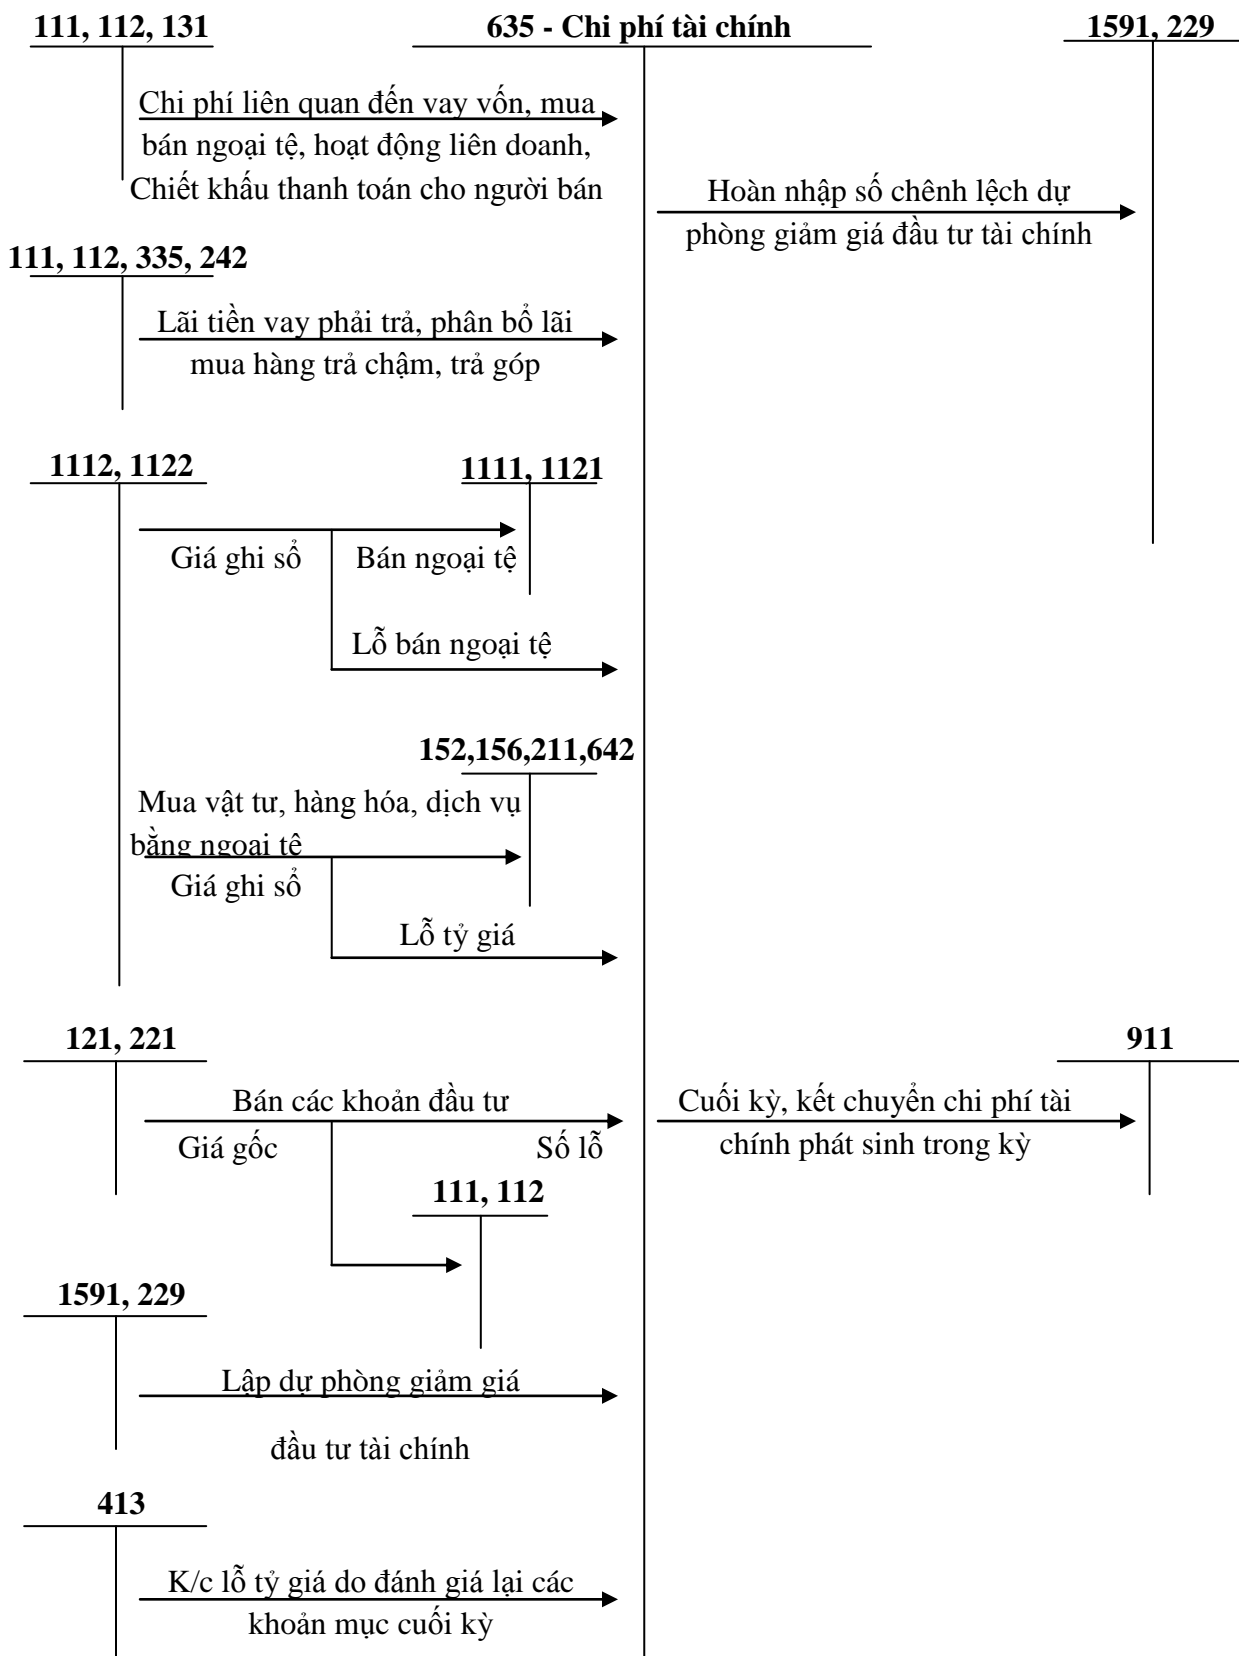 111, 112, 131
635 - Chi phí tài chính
1591, 229
Chi phí liên quan đến vay vốn, mua
bán ngoại tệ, hoạt động liên doanh,
Chiết khấu thanh toán cho người bán
Hoàn nhập số chênh lệch dự
phòng giảm giá đầu tư tài chính
111, 112, 335, 242
Lãi tiền vay phải trả, phân bổ lãi
mua hàng trả chậm, trả góp
1112, 1122
1111, 1121
Giá ghi sổ
Bán ngoại tệ
Lỗ bán ngoại tệ
152,156,211,642
Mua vật tư, hàng hóa, dịch vụ
bằng ngoại tệ
Giá ghi sổ
Lỗ tỷ giá
121, 221
911
Bán các khoản đầu tư
Giá gốc
Số lỗ
Cuối kỳ, kết chuyển chi phí tài
chính phát sinh trong kỳ
111, 112
1591, 229
Lập dự phòng giảm giá
đầu tư tài chính
413
K/c lỗ tỷ giá do đánh giá lại các
khoản mục cuối kỳ